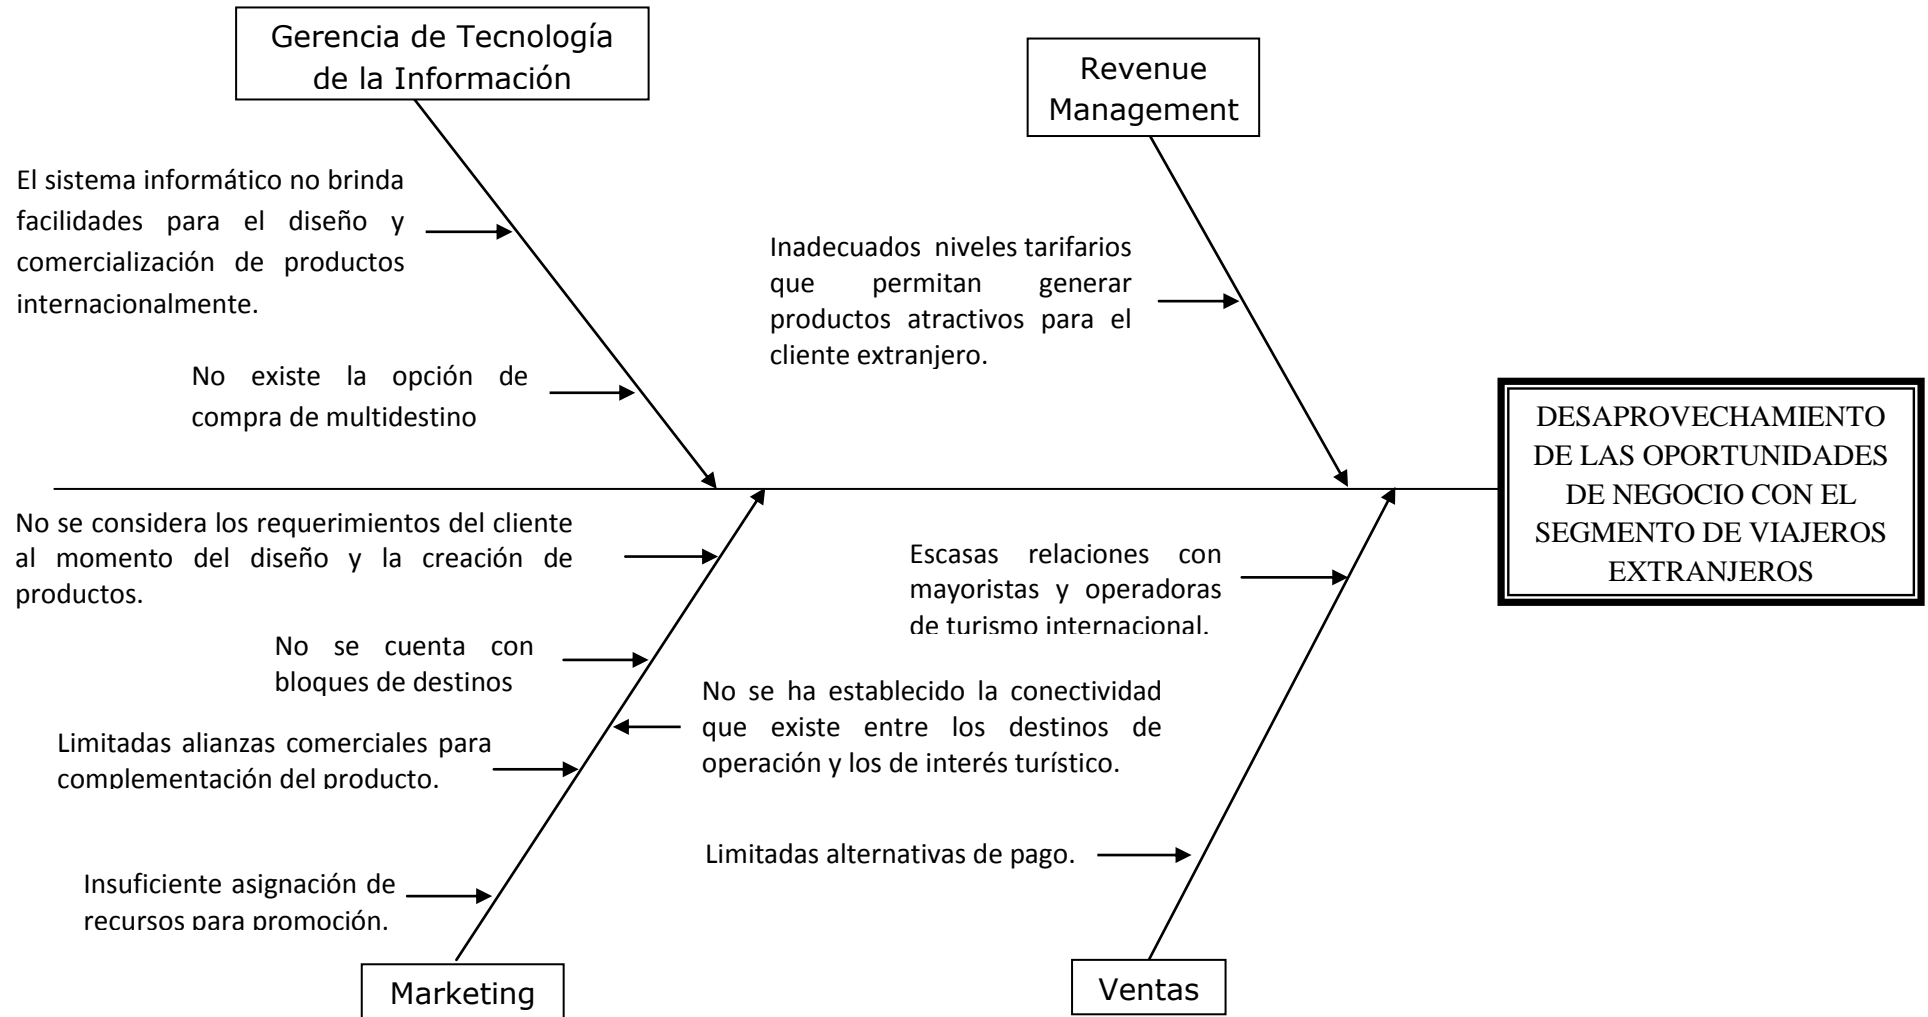 Gerencia de Tecnología
de la Información
Revenue
Management
El sistema informático no brinda
facilidades para el diseño y
comercialización de productos
internacionalmente.
Inadecuados niveles tarifarios
que permitan generar
productos atractivos para el
cliente extranjero.
No existe la opción de
compra de multidestino
DESAPROVECHAMIENTO
DE LAS OPORTUNIDADES
DE NEGOCIO CON EL
SEGMENTO DE VIAJEROS
EXTRANJEROS
No se considera los requerimientos del cliente
al momento del diseño y la creación de
productos.
Escasas relaciones con
mayoristas y operadoras
de turismo internacional.
No se cuenta con
bloques de destinos
No se ha establecido la conectividad
que existe entre los destinos de
operación y los de interés turístico.
Limitadas alianzas comerciales para
complementación del producto.
Limitadas alternativas de pago.
Insuficiente asignación de
recursos para promoción.
Marketing
Ventas